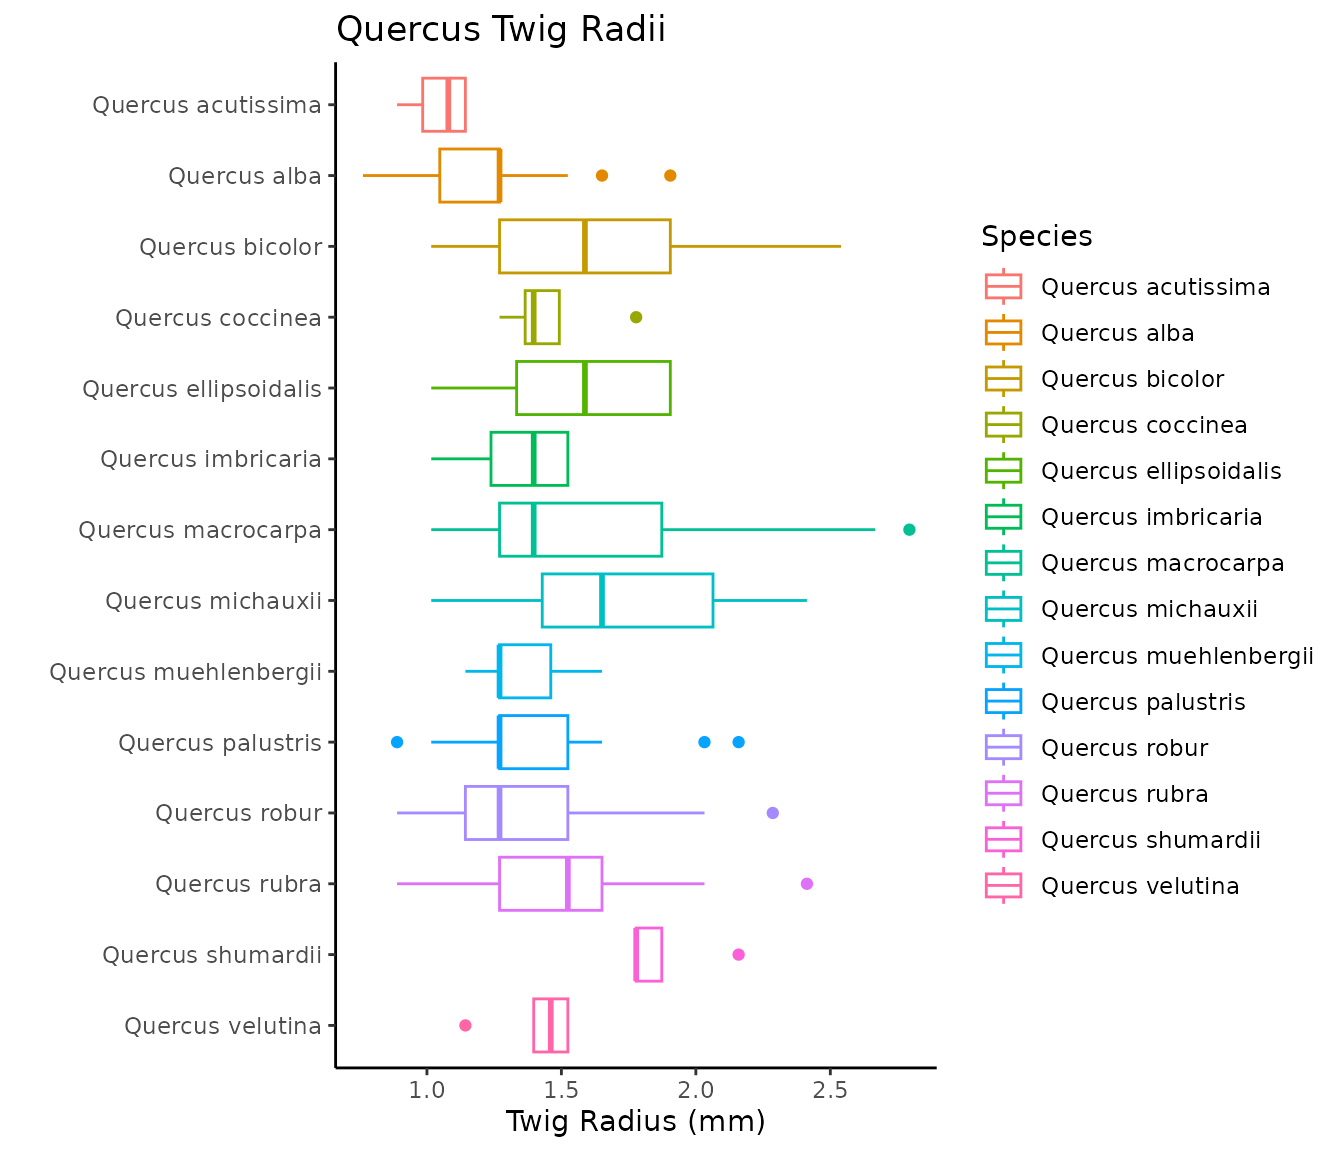 Quercus Twig Radii
Quercus acutissima
Quercus alba
Quercus bicolor
Quercus coccinea
Quercus ellipsoidalis
Quercus imbricaria
Quercus macrocarpa
Quercus michauxii
Quercus muehlenbergii
Quercus palustris
Quercus robur
Quercus rubra
Quercus shumardii
Quercus velutina
1.0 1.5 2.0 2.5
Twig Radius (mm)
Species
Quercus acutissima
Quercus alba
Quercus bicolor
Quercus coccinea
Quercus ellipsoidalis
Quercus imbricaria
Quercus macrocarpa
Quercus michauxii
Quercus muehlenbergii
Quercus palustris
Quercus robur
Quercus rubra
Quercus shumardii
Quercus velutina